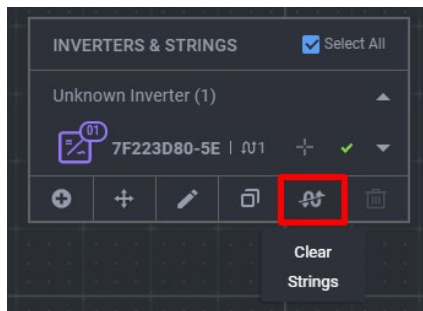 INVERTERS & STRINGS Select All
Unknown Inverter (1)
01
7F223D80-5E | 1
Clear
Strings